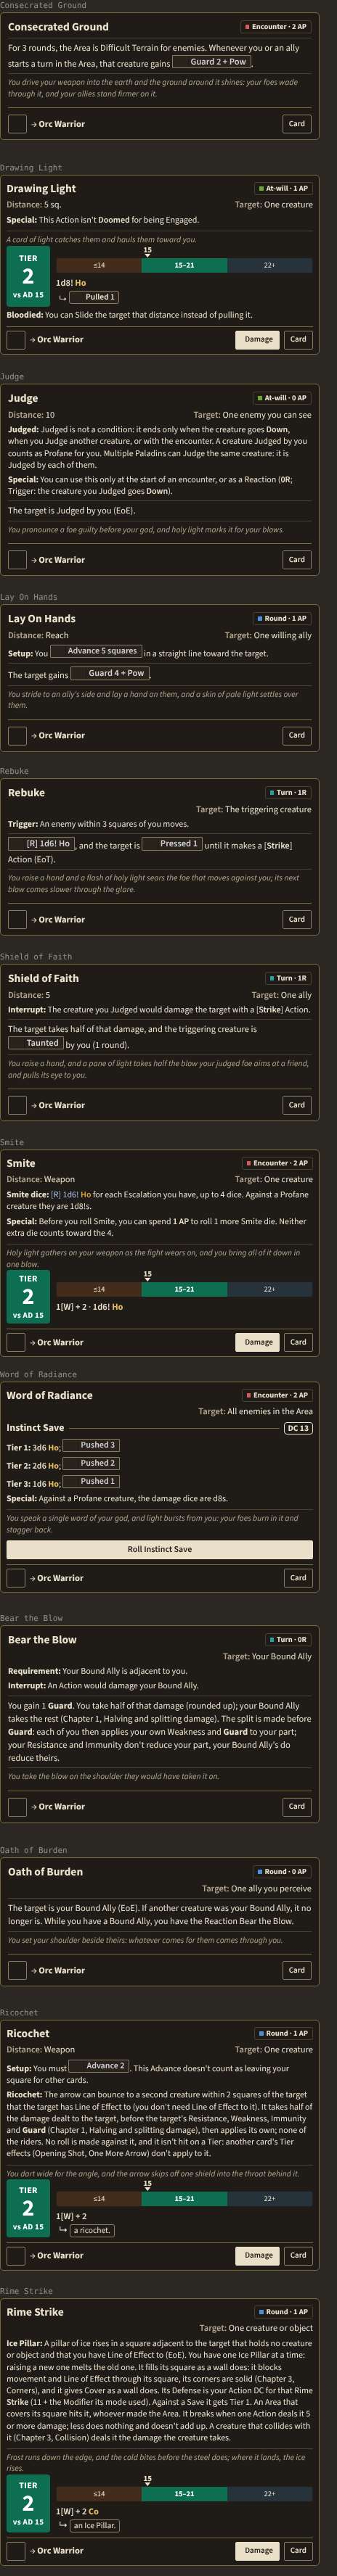 Consecrated Ground
Consecrated Ground
Encounter · 2 AP
For 3 rounds, the Area is Difficult Terrain for enemies. Whenever you or an ally
starts a turn in the Area, that creature gains Guard 2 + Pow.
You drive your weapon into the earth and the ground around it shines: your foes wade
through it, and your allies stand firmer on it.
→ Orc Warrior
Card
Drawing Light
Drawing Light
At-will · 1 AP
Distance: 5 sq.
Target: One creature
Special: This Action isn't Doomed for being Engaged.
A cord of light catches them and hauls them toward you.
TIER
2
vs AD 15
15
≤14
15–21
22+
1d8! Ho
↪ Pulled 1
Bloodied: You can Slide the target that distance instead of pulling it.
→ Orc Warrior
Damage
Card
Judge
Judge
At-will · 0 AP
Distance: 10
Target: One enemy you can see
Judged: Judged is not a condition: it ends only when the creature goes Down,
when you Judge another creature, or with the encounter. A creature Judged by you
counts as Profane for you. Multiple Paladins can Judge the same creature: it is
Judged by each of them.
Special: You can use this only at the start of an encounter, or as a Reaction (0R;
Trigger: the creature you Judged goes Down).
The target is Judged by you (EoE).
You pronounce a foe guilty before your god, and holy light marks it for your blows.
→ Orc Warrior
Card
Lay On Hands
Lay On Hands
Round · 1 AP
Distance: Reach
Target: One willing ally
Setup: You Advance 5 squares in a straight line toward the target.
The target gains Guard 4 + Pow.
You stride to an ally's side and lay a hand on them, and a skin of pale light settles over
them.
→ Orc Warrior
Card
Rebuke
Rebuke
Turn · 1R
Target: The triggering creature
Trigger: An enemy within 3 squares of you moves.
[R] 1d6! Ho, and the target is Pressed 1 until it makes a [Strike]
Action (EoT).
You raise a hand and a flash of holy light sears the foe that moves against you; its next
blow comes slower through the glare.
→ Orc Warrior
Card
Shield of Faith
Shield of Faith
Turn · 1R
Distance: 5
Target: One ally
Interrupt: The creature you Judged would damage the target with a [Strike] Action.
The target takes half of that damage, and the triggering creature is
Taunted by you (1 round).
You raise a hand, and a pane of light takes half the blow your judged foe aims at a friend,
and pulls its eye to you.
→ Orc Warrior
Card
Smite
Smite
Encounter · 2 AP
Distance: Weapon
Target: One creature
Smite dice: [R] 1d6! Ho for each Escalation you have, up to 4 dice. Against a Profane
creature they are 1d8!s.
Special: Before you roll Smite, you can spend 1 AP to roll 1 more Smite die. Neither
extra die counts toward the 4.
Holy light gathers on your weapon as the fight wears on, and you bring all of it down in
one blow.
TIER
2
vs AD 15
15
≤14
15–21
22+
1[W] + 2 · 1d6! Ho
→ Orc Warrior
Damage
Card
Word of Radiance
Word of Radiance
Encounter · 2 AP
Target: All enemies in the Area
Instinct Save
DC 13
Tier 1: 3d6 Ho; Pushed 3
Tier 2: 2d6 Ho; Pushed 2
Tier 3: 1d6 Ho; Pushed 1
Special: Against a Profane creature, the damage dice are d8s.
You speak a single word of your god, and light bursts from you: your foes burn in it and
stagger back.
Roll Instinct Save
→ Orc Warrior
Card
Bear the Blow
Bear the Blow
Turn · 0R
Target: Your Bound Ally
Requirement: Your Bound Ally is adjacent to you.
Interrupt: An Action would damage your Bound Ally.
You gain 1 Guard. You take half of that damage (rounded up); your Bound Ally
takes the rest (Chapter 1, Halving and splitting damage). The split is made before
Guard: each of you then applies your own Weakness and Guard to your part;
your Resistance and Immunity don't reduce your part, your Bound Ally's do
reduce theirs.
You take the blow on the shoulder they would have taken it on.
→ Orc Warrior
Card
Oath of Burden
Oath of Burden
Round · 0 AP
Target: One ally you perceive
The target is your Bound Ally (EoE). If another creature was your Bound Ally, it no
longer is. While you have a Bound Ally, you have the Reaction Bear the Blow.
You set your shoulder beside theirs: whatever comes for them comes through you.
→ Orc Warrior
Card
Ricochet
Ricochet
Round · 1 AP
Distance: Weapon
Target: One creature
Setup: You must Advance 2. This Advance doesn't count as leaving your
square for other cards.
Ricochet: The arrow can bounce to a second creature within 2 squares of the target
that the target has Line of Effect to (you don't need Line of Effect to it). It takes half of
the damage dealt to the target, before the target's Resistance, Weakness, Immunity
and Guard (Chapter 1, Halving and splitting damage), then applies its own; none of
the riders. No roll is made against it, and it isn't hit on a Tier: another card's Tier
effects (Opening Shot, One More Arrow) don't apply to it.
You dart wide for the angle, and the arrow skips off one shield into the throat behind it.
TIER
2
vs AD 15
15
≤14
15–21
22+
1[W] + 2
↪ a ricochet.
→ Orc Warrior
Damage
Card
Rime Strike
Rime Strike
Round · 1 AP
Target: One creature or object
Ice Pillar: A pillar of ice rises in a square adjacent to the target that holds no creature
or object and that you have Line of Effect to (EoE). You have one Ice Pillar at a time:
raising a new one melts the old one. It fills its square as a wall does: it blocks
movement and Line of Effect through its square, its corners are solid (Chapter 3,
Corners), and it gives Cover as a wall does. Its Defense is your Action DC for that Rime
Strike (11 + the Modifier its mode used). Against a Save it gets Tier 1. An Area that
covers its square hits it, whoever made the Area. It breaks when one Action deals it 5
or more damage; less does nothing and doesn't add up. A creature that collides with
it (Chapter 3, Collision) deals it the damage the creature takes.
Frost runs down the edge, and the cold bites before the steel does; where it lands, the ice
rises.
TIER
2
vs AD 15
15
≤14
15–21
22+
1[W] + 2 Co
↪ an Ice Pillar.
→ Orc Warrior
Damage
Card